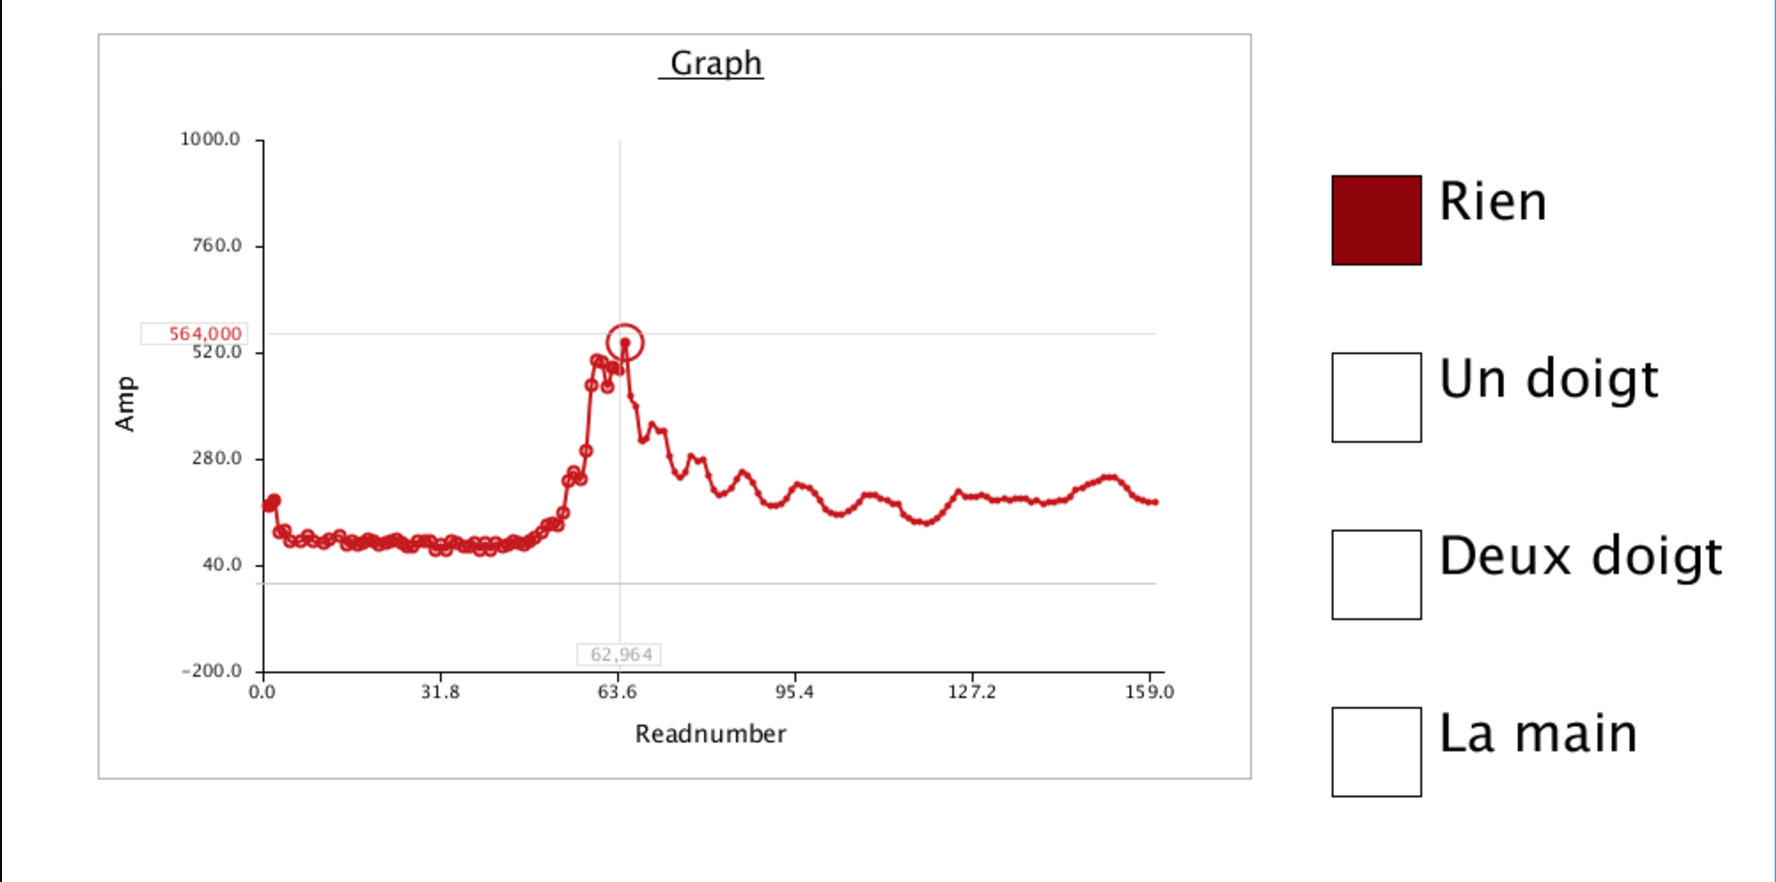 Graph
1000.0
760.0
564,000
520.0
280.0
40.0
-200.0
Amp
62,964
0.0 31.8 63.6 95.4 127.2 159.0
Readnumber
Rien
Un doigt
Deux doigt
La main